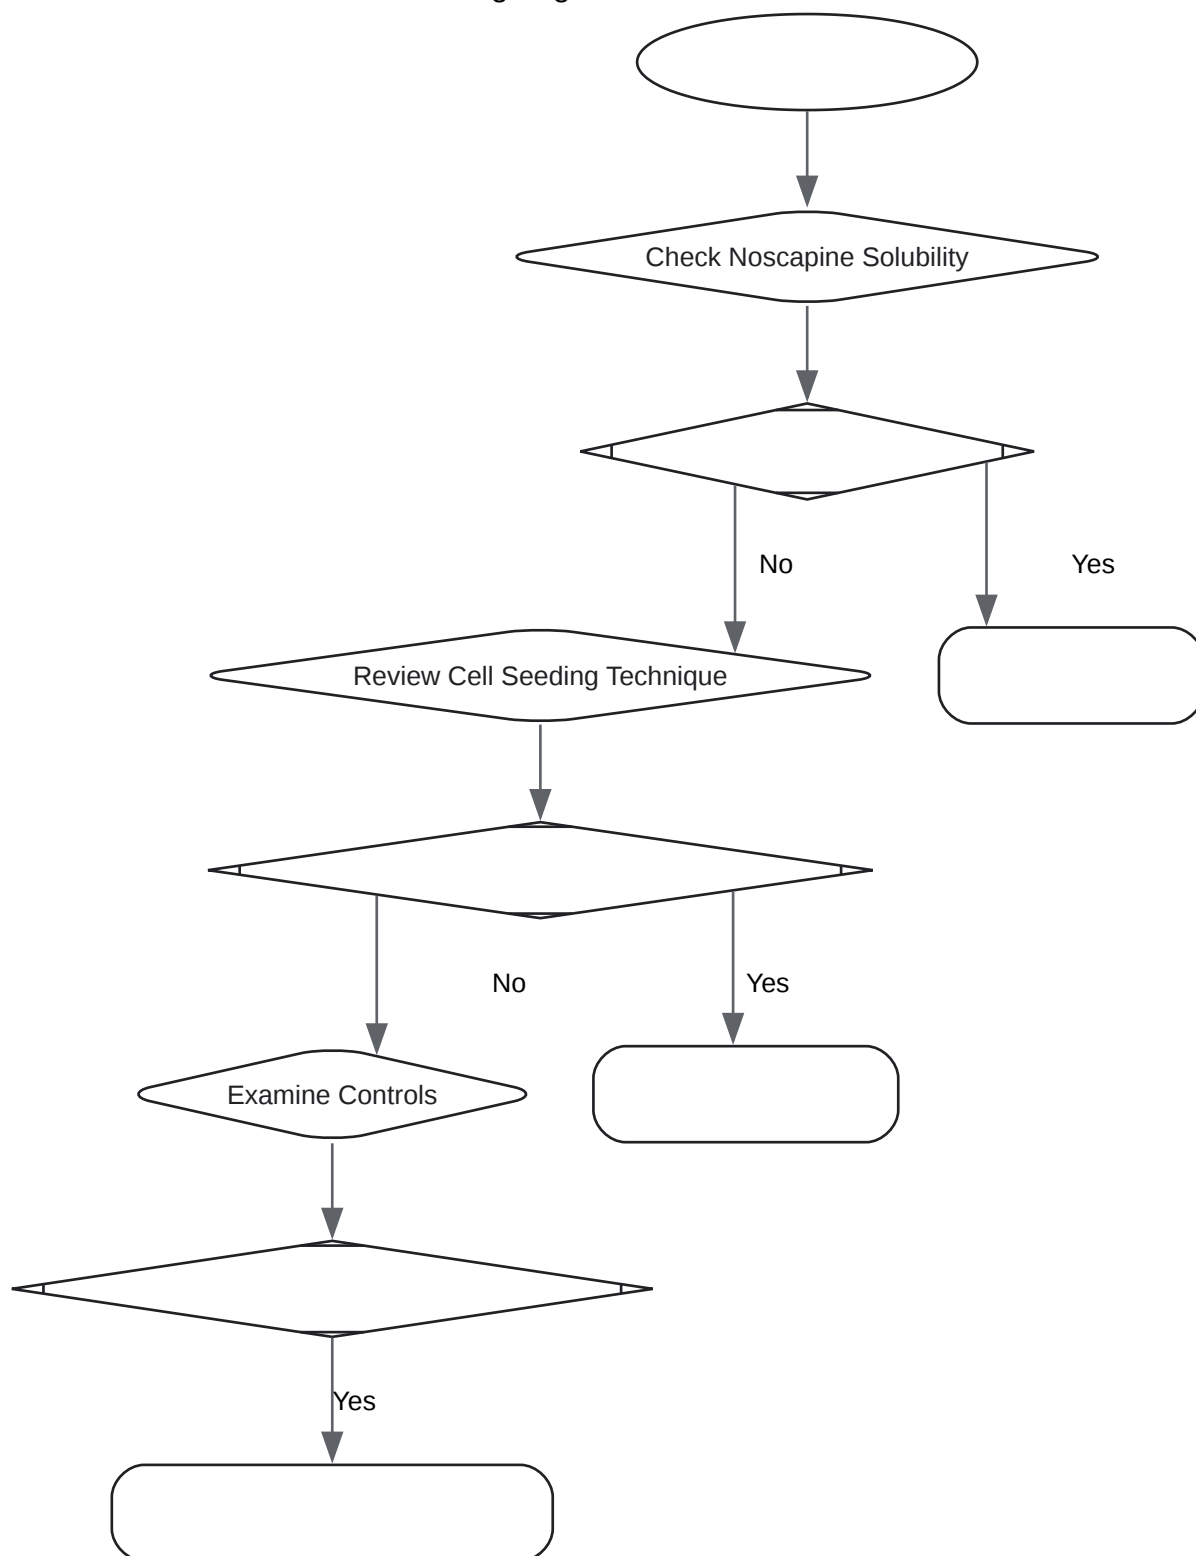 Check Noscapine Solubility
No
Yes
Review Cell Seeding Technique
No
Yes
Examine Controls
Yes